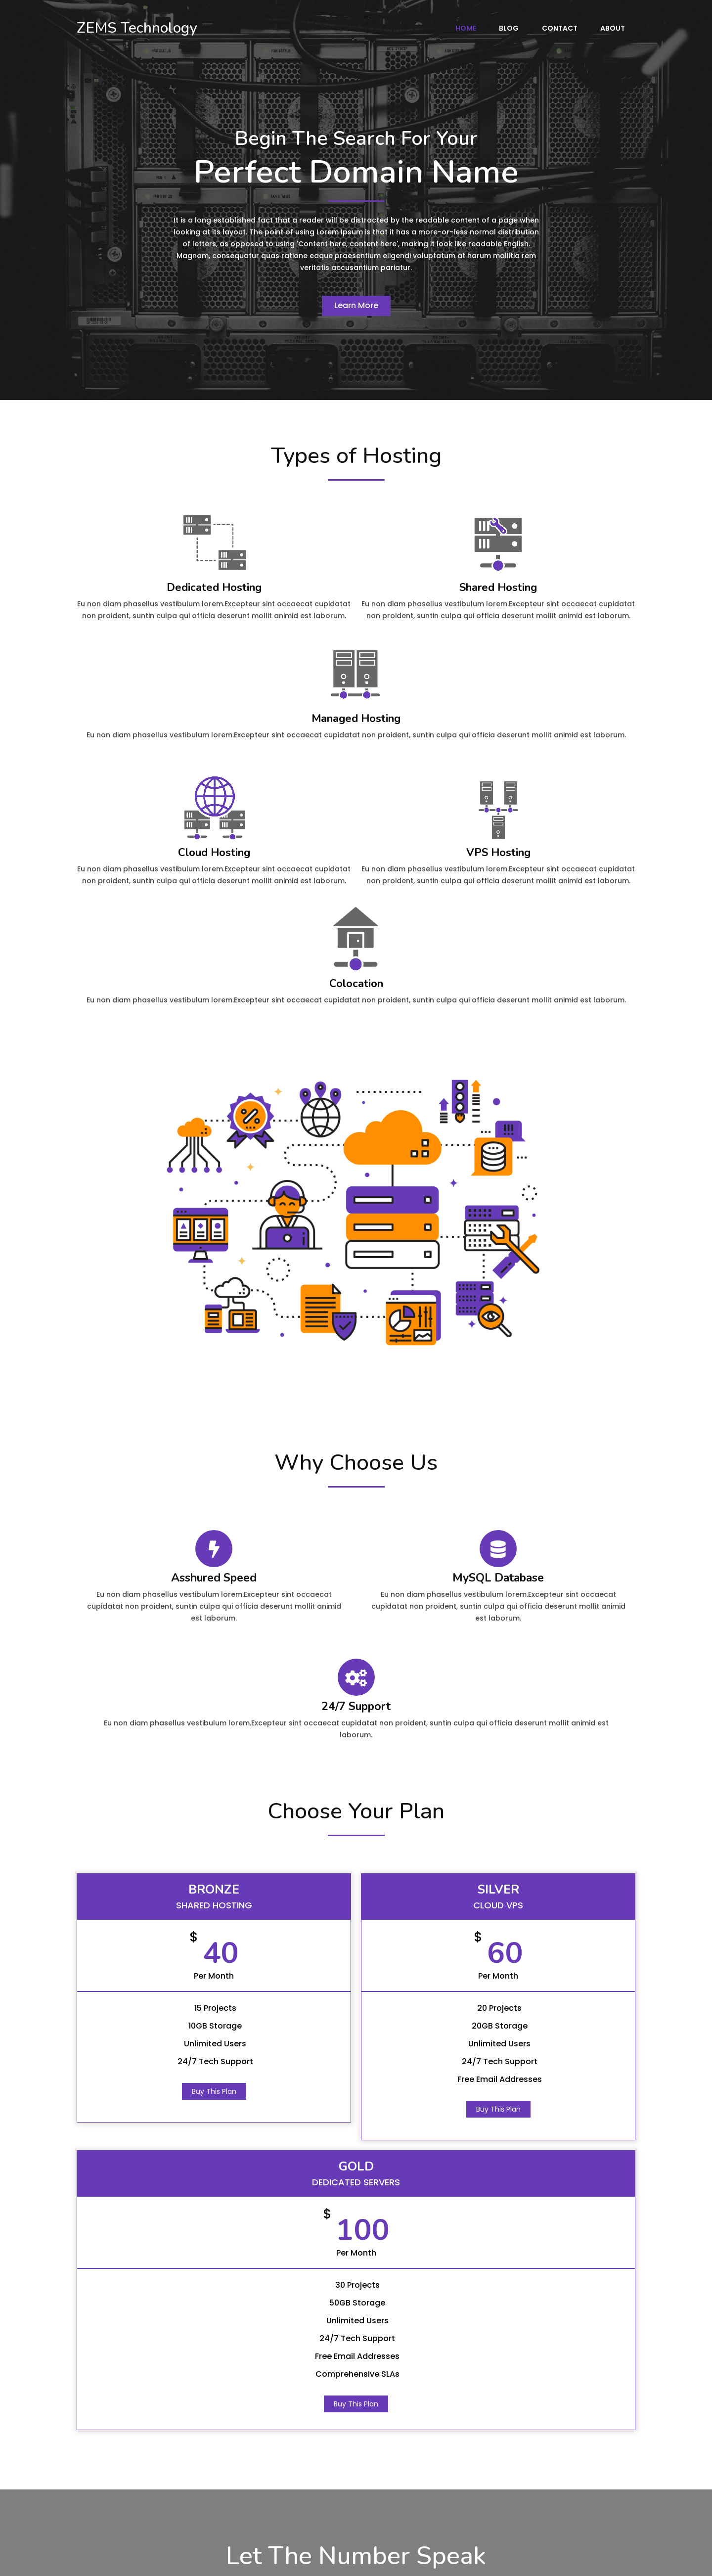 ZEMS Technology
HOME BLOG CONTACT ABOUT
Begin The Search For Your
Perfect Domain Name
It is a long established fact that a reader will be distracted by the readable content of a page when
looking at its layout. The point of using Lorem Ipsum is that it has a more-or-less normal distribution
of letters, as opposed to using 'Content here, content here', making it look like readable English.
Magnam, consequatur quas ratione eaque praesentium eligendi voluptatum at harum mollitia rem
veritatis accusantium pariatur.
Learn More
Types of Hosting
Dedicated Hosting
Eu non diam phasellus vestibulum lorem.Excepteur sint occaecat cupidatat
non proident, suntin culpa qui officia deserunt mollit animid est laborum.
Shared Hosting
Eu non diam phasellus vestibulum lorem.Excepteur sint occaecat cupidatat
non proident, suntin culpa qui officia deserunt mollit animid est laborum.
Managed Hosting
Eu non diam phasellus vestibulum lorem.Excepteur sint occaecat cupidatat non proident, suntin culpa qui officia deserunt mollit animid est laborum.
Cloud Hosting
Eu non diam phasellus vestibulum lorem.Excepteur sint occaecat cupidatat
non proident, suntin culpa qui officia deserunt mollit animid est laborum.
VPS Hosting
Eu non diam phasellus vestibulum lorem.Excepteur sint occaecat cupidatat
non proident, suntin culpa qui officia deserunt mollit animid est laborum.
Colocation
Eu non diam phasellus vestibulum lorem.Excepteur sint occaecat cupidatat non proident, suntin culpa qui officia deserunt mollit animid est laborum.
Why Choose Us
Asshured Speed
Eu non diam phasellus vestibulum lorem.Excepteur sint occaecat
cupidatat non proident, suntin culpa qui officia deserunt mollit animid
est laborum.
MySQL Database
Eu non diam phasellus vestibulum lorem.Excepteur sint occaecat
cupidatat non proident, suntin culpa qui officia deserunt mollit animid
est laborum.
24/7 Support
Eu non diam phasellus vestibulum lorem.Excepteur sint occaecat cupidatat non proident, suntin culpa qui officia deserunt mollit animid est
laborum.
Choose Your Plan
BRONZE
SHARED HOSTING
$ 40
Per Month
15 Projects
10GB Storage
Unlimited Users
24/7 Tech Support
Buy This Plan
SILVER
CLOUD VPS
$ 60
Per Month
20 Projects
20GB Storage
Unlimited Users
24/7 Tech Support
Free Email Addresses
Buy This Plan
GOLD
DEDICATED SERVERS
$ 100
Per Month
30 Projects
50GB Storage
Unlimited Users
24/7 Tech Support
Free Email Addresses
Comprehensive SLAs
Buy This Plan
Let The Number Speak